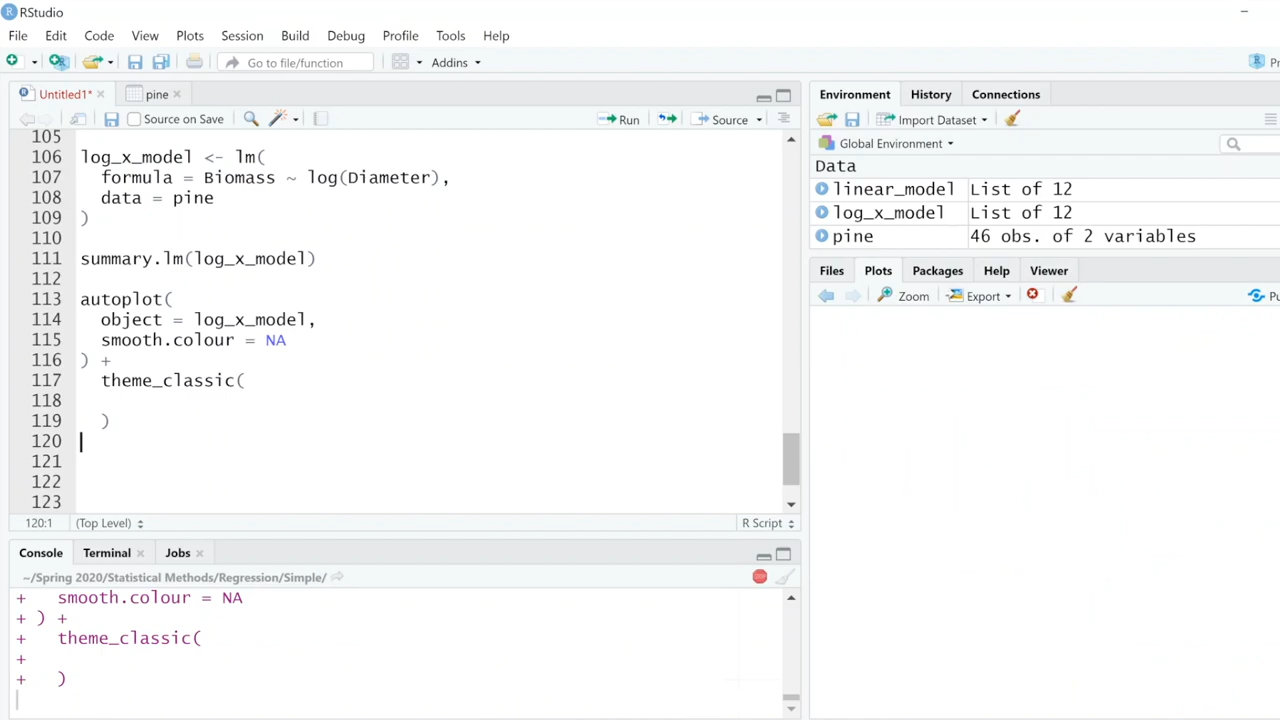 RStudio
File Edit Code View Plots Session Build Debug Profile Tools Help
Go to file/function Addins
Untitled1* pine
Source on Save Run Source
105
106 log_x_model <- lm(
107 formula = Biomass ~ log(Diameter),
108 data = pine
109 )
110
111 summary.lm(log_x_model)
112
113 autoplot(
114 object = log_x_model,
115 smooth.colour = NA
116 ) +
117 theme_classic(
118
119 )
120
121
122
123
120:1 (Top Level) R Script
Console Terminal Jobs
~/Spring 2020/Statistical Methods/Regression/Simple/
+ smooth.colour = NA
+ ) +
+ theme_classic(
+
+ )
Environment History Connections
Import Dataset
Global Environment
Data
linear_model List of 12
log_x_model List of 12
pine 46 obs. of 2 variables
Files Plots Packages Help Viewer
Zoom Export